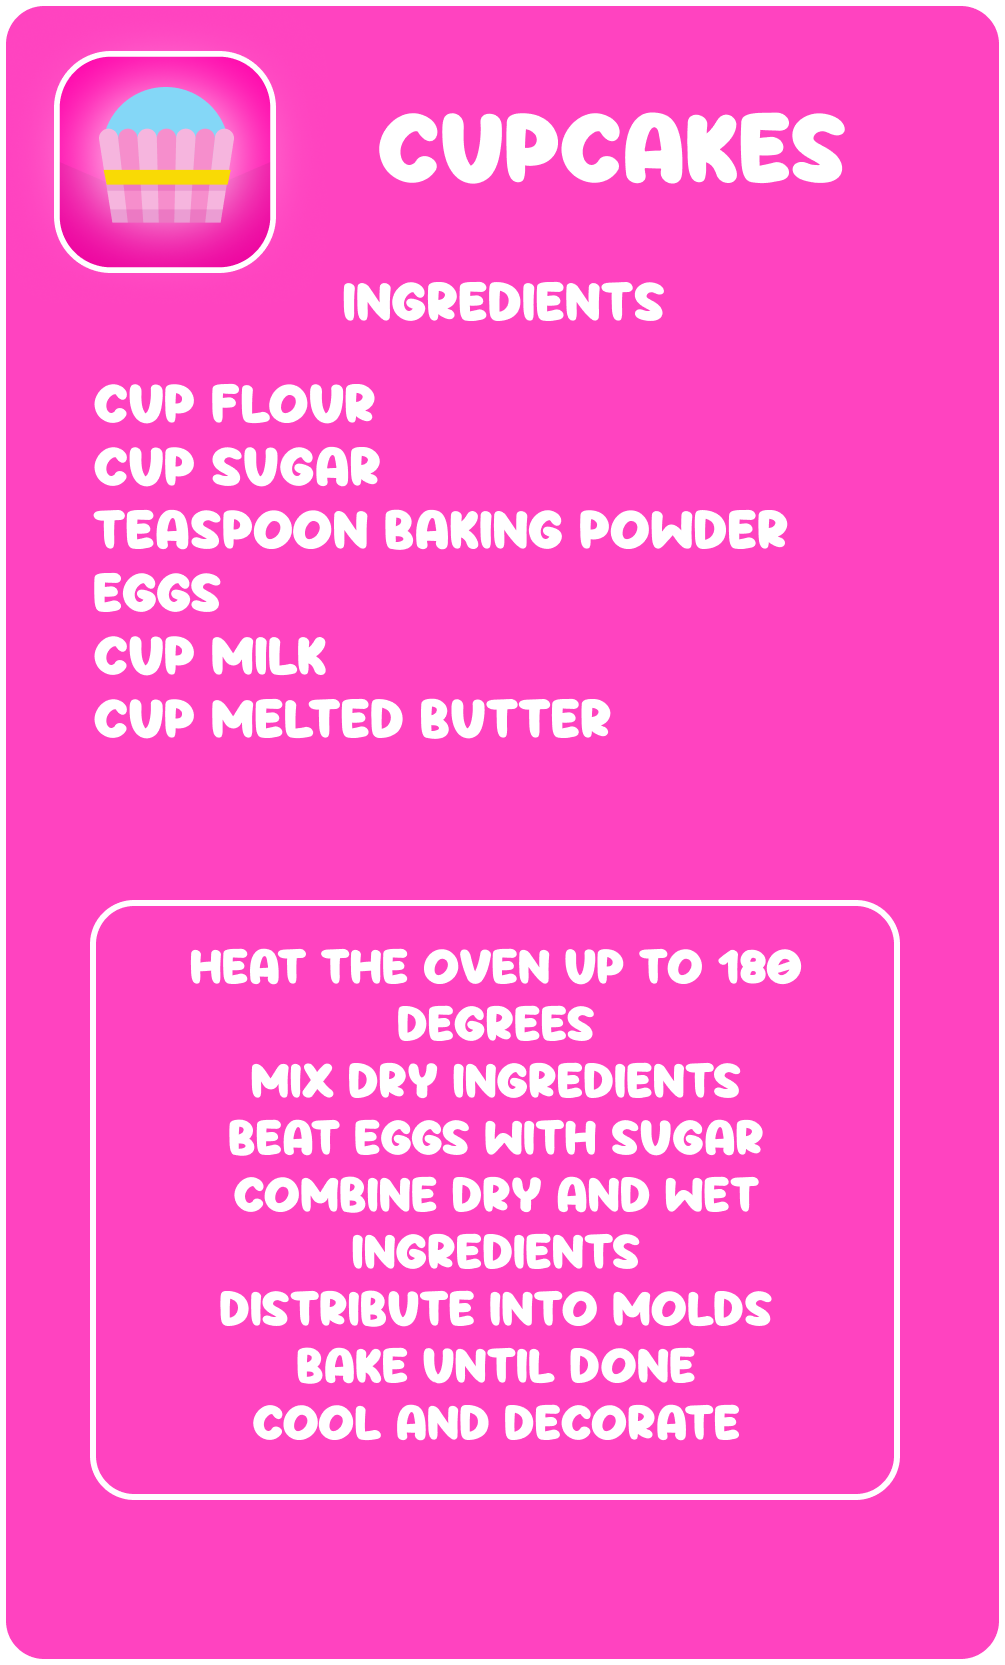 CUPCAKES
INGREDIENTS
CUP FLOUR
CUP SUGAR
TEASPOON BAKING POWDER
EGGS
CUP MILK
CUP MELTED BUTTER
HEAT THE OVEN UP TO 180
DEGREES
MIX DRY INGREDIENTS
BEAT EGGS WITH SUGAR
COMBINE DRY AND WET
INGREDIENTS
DISTRIBUTE INTO MOLDS
BAKE UNTIL DONE
COOL AND DECORATE